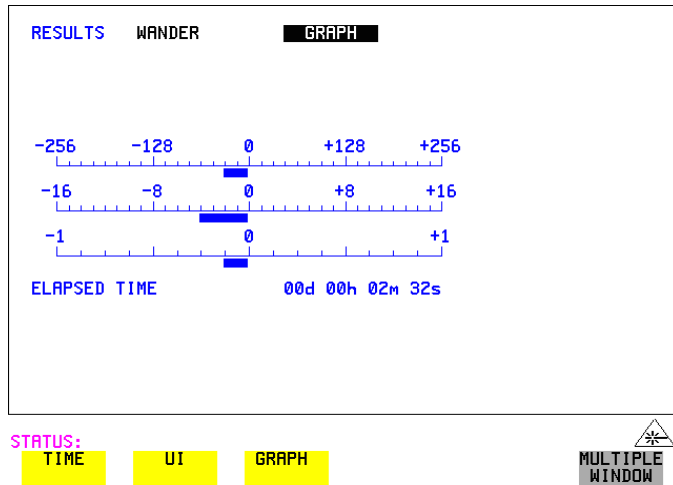 RESULTS WANDER GRAPH
-256 -128 0 +128 +256
-16 -8 0 +8 +16
-1 0 +1
ELAPSED TIME 00d 00h 02m 32s
STATUS:
TIME UI GRAPH MULTIPLE WINDOW